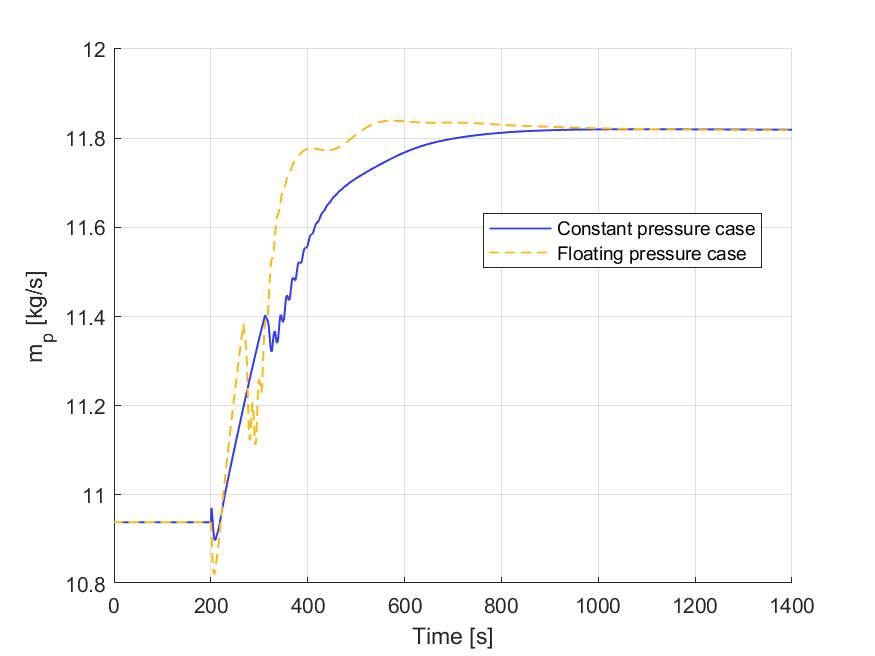 12
11.8
11.6
11.4
11.2
11
10.8
m_p [kg/s]
Constant pressure case
Floating pressure case
0 200 400 600 800 1000 1200 1400
Time [s]